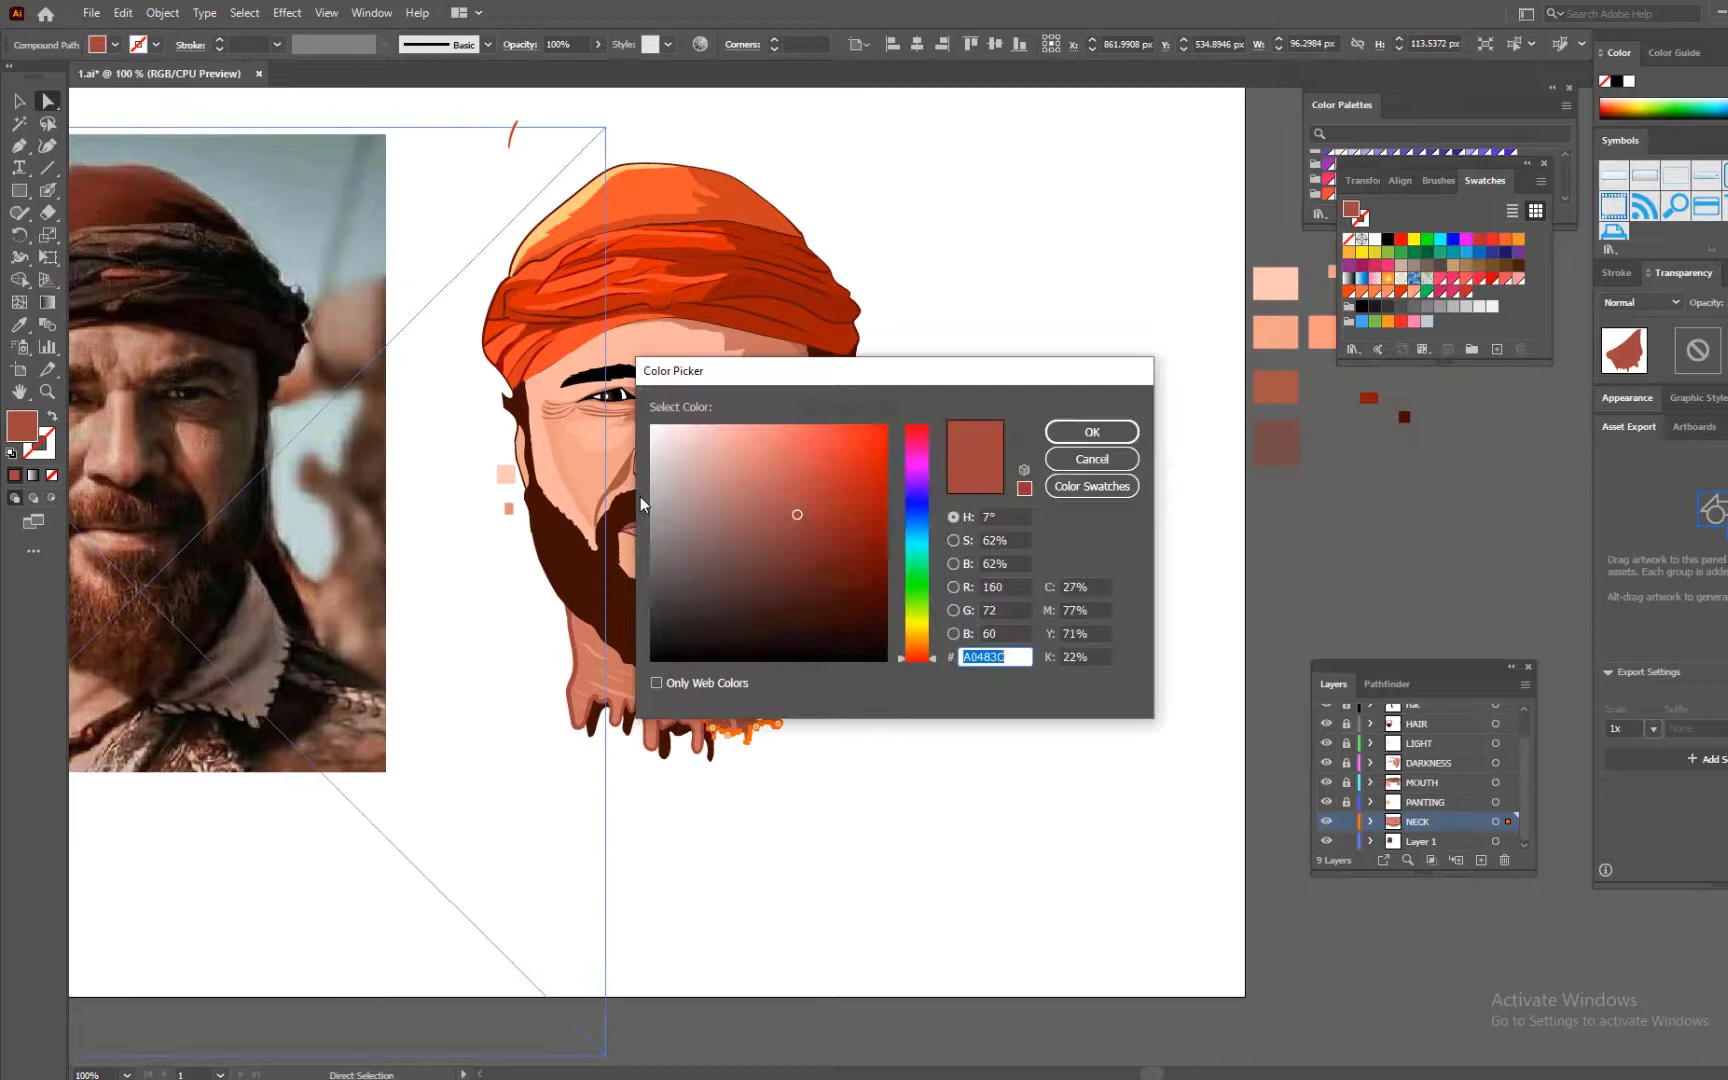 Ai File Edit Object Type Select Effect View Window Help Search Adobe Help
Compound Path Stroke: Basic Opacity: 100% Style: Corners: X: 861.9908 px Y: 534.8946 px W: 96.2984 px H: 113.5372 px
1.ai* @ 100 % (RGB/CPU Preview)
Color Color Guide
Color Palettes
Symbols
Transfor Align Brushes Swatches
Stroke Transparency
Normal Opacity:
Appearance Graphic Style
Asset Export Artboards
Drag artwork to this panel
assets. Each group is added
Alt-drag artwork to genera
Export Settings
Scale Suffix
1x None
Add S
Color Picker
Select Color:
OK
Cancel
Color Swatches
H: 7°
S: 62%
B: 62%
R: 160 C: 27%
G: 72 M: 77%
B: 60 Y: 71%
# A0483C K: 22%
Only Web Colors
Layers Pathfinder
HAIR
LIGHT
DARKNESS
MOUTH
PANTING
NECK
Layer 1
9 Layers
Activate Windows
Go to Settings to activate Windows.
100% 1 Direct Selection